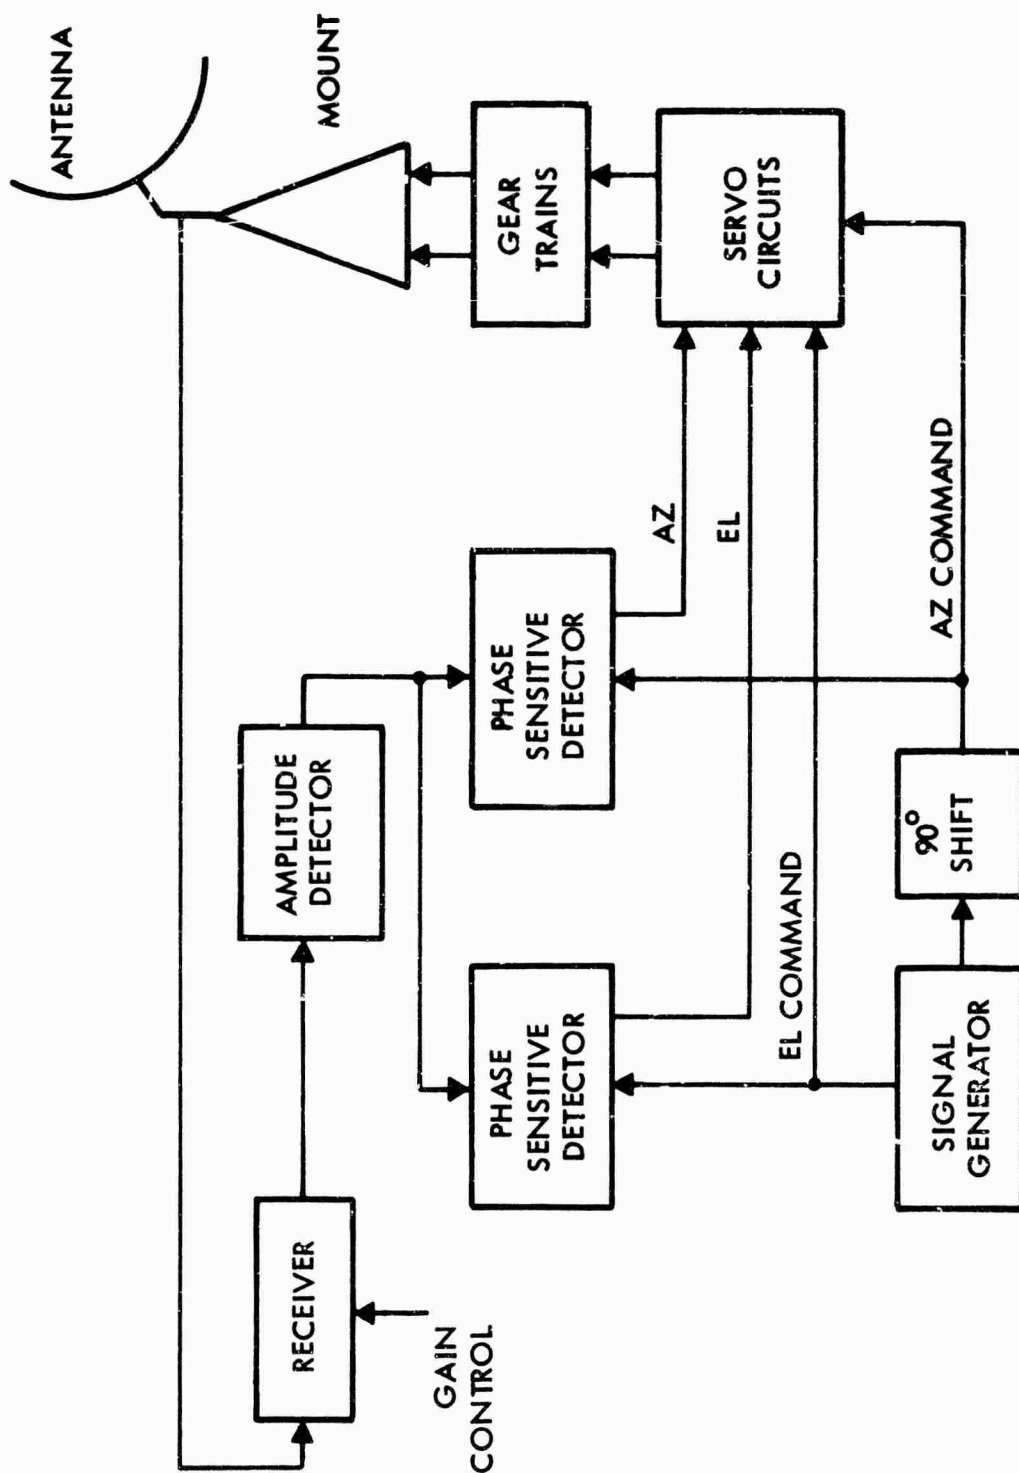 ANTENNA
MOUNT
GEAR
TRAINS
SERVO
CIRCUITS
AZ
EL
AZ COMMAND
AMPLITUDE
DETECTOR
PHASE
SENSITIVE
DETECTOR
PHASE
SENSITIVE
DETECTOR
EL COMMAND
90°
SHIFT
SIGNAL
GENERATOR
RECEIVER
GAIN
CONTROL